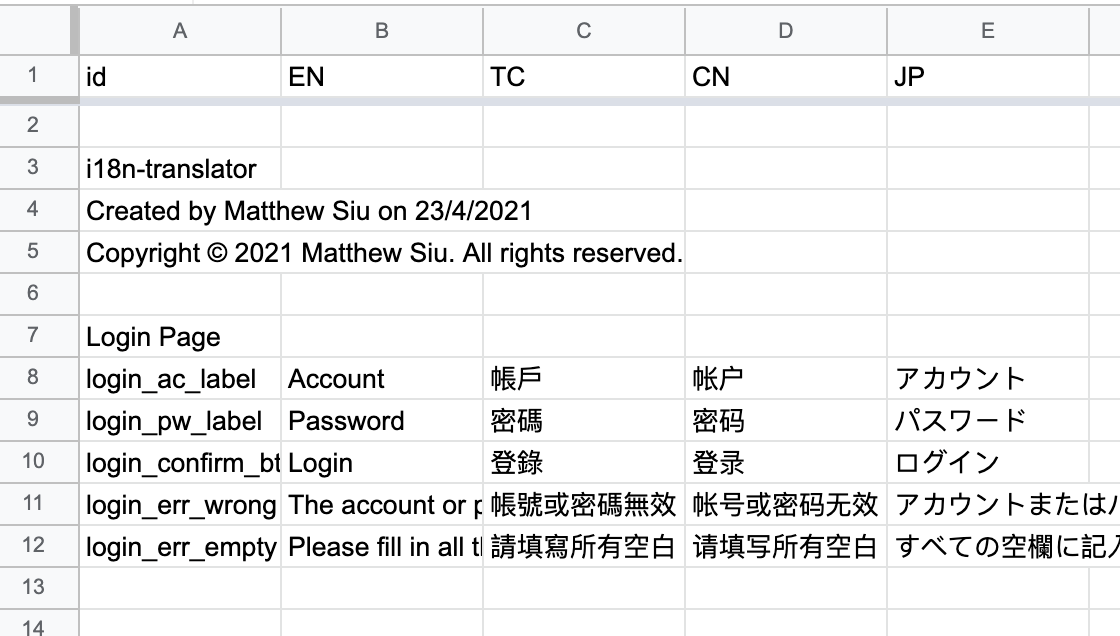 A B C D E
1 id EN TC CN JP
2
3 i18n-translator
4 Created by Matthew Siu on 23/4/2021
5 Copyright © 2021 Matthew Siu. All rights reserved.
6
7 Login Page
8 login_ac_label Account 帳戶 帐户 アカウント
9 login_pw_label Password 密碼 密码 パスワード
10 login_confirm_bt Login 登錄 登录 ログイン
11 login_err_wrong The account or p 帳號或密碼無效 帐号或密码无效 アカウントまたは
12 login_err_empty Please fill in all 請填寫所有空白 请填写所有空白 すべての空欄に記入
13
14